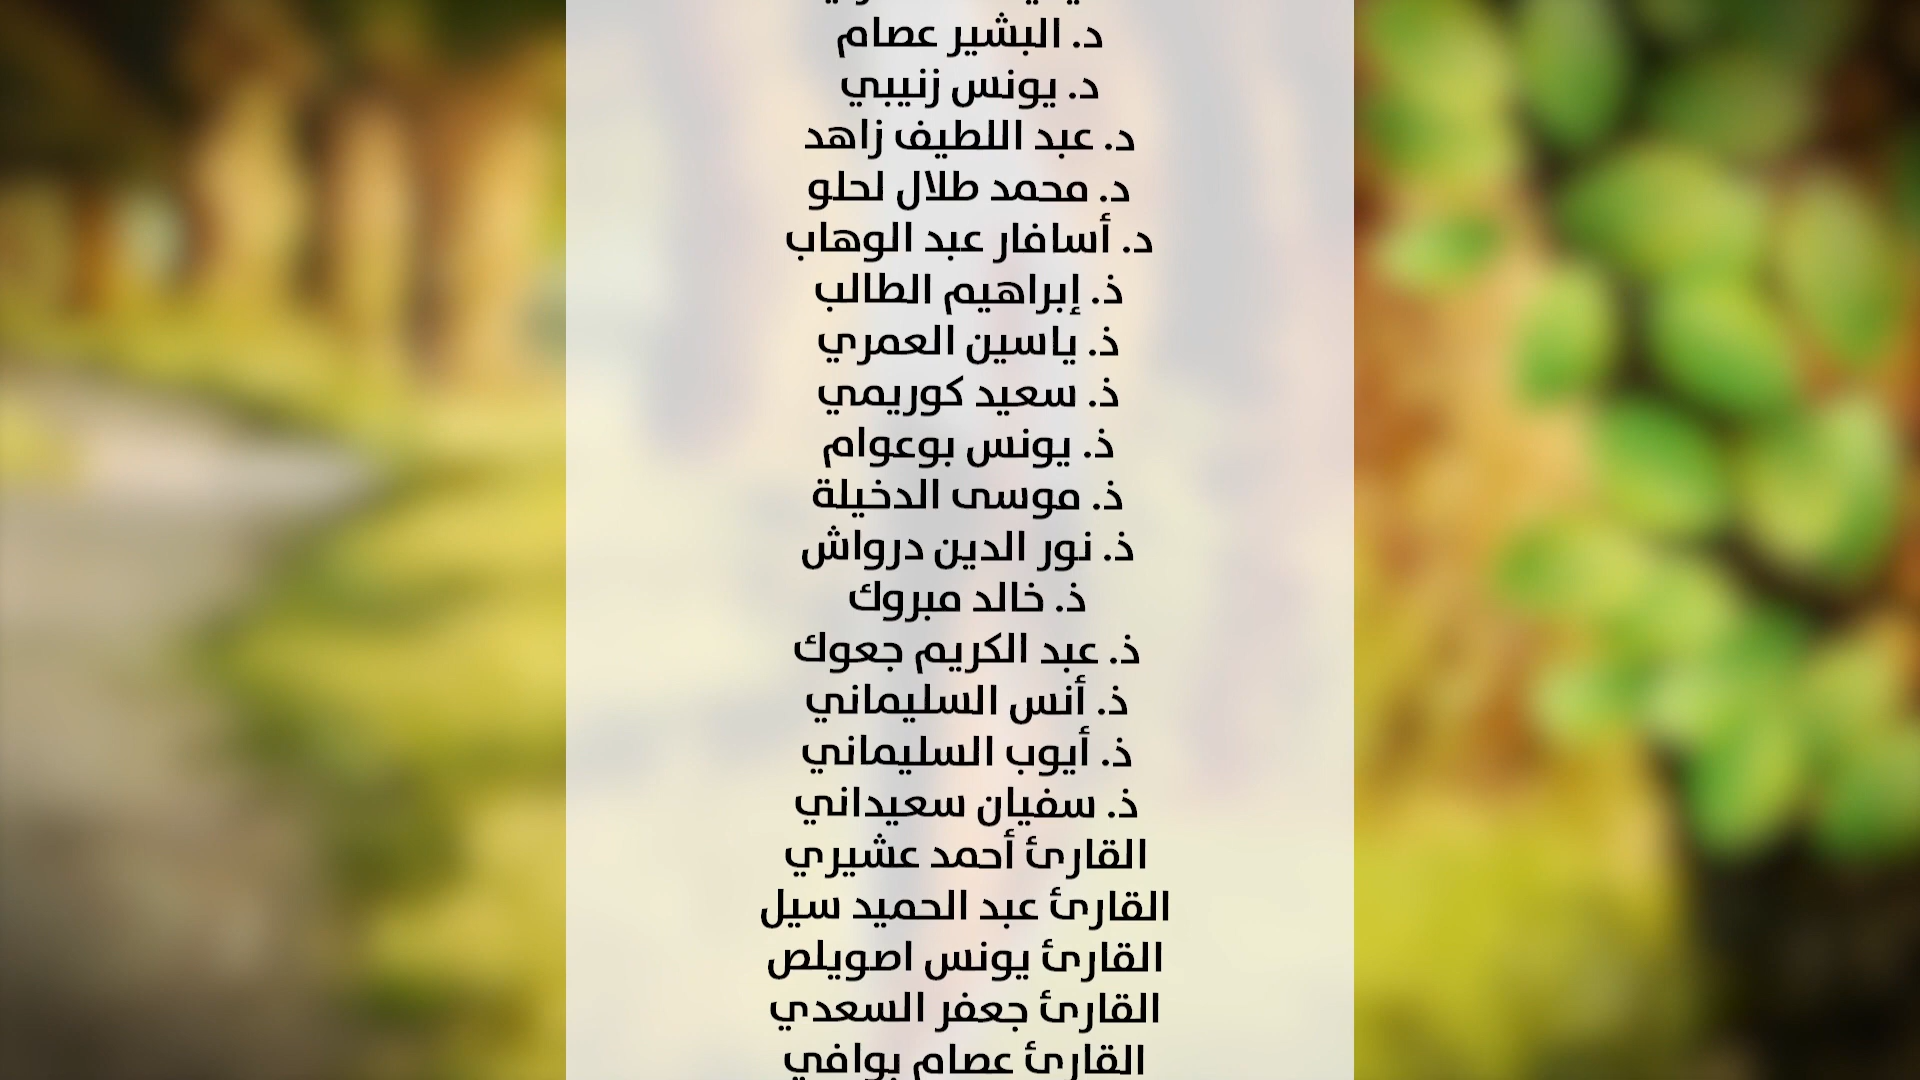 د. البشير عصام
د. يونس زنيبي
د. عبد اللطيف زاهد
د. محمد طلال لحلو
د. أسافار عبد الوهاب
ذ. إبراهيم الطالب
ذ. ياسين العمري
ذ. سعيد كوريمي
ذ. يونس بوعوام
ذ. موسى الدخيلة
ذ. نور الدين درواش
ذ. خالد مبروك
ذ. عبد الكريم جعوك
ذ. أنس السليماني
ذ. أيوب السليماني
ذ. سفيان سعيداني
القارئ أحمد عشيري
القارئ عبد الحميد سيل
القارئ يونس اصويلص
القارئ جعفر السعدي
القارئ عصام بوافي